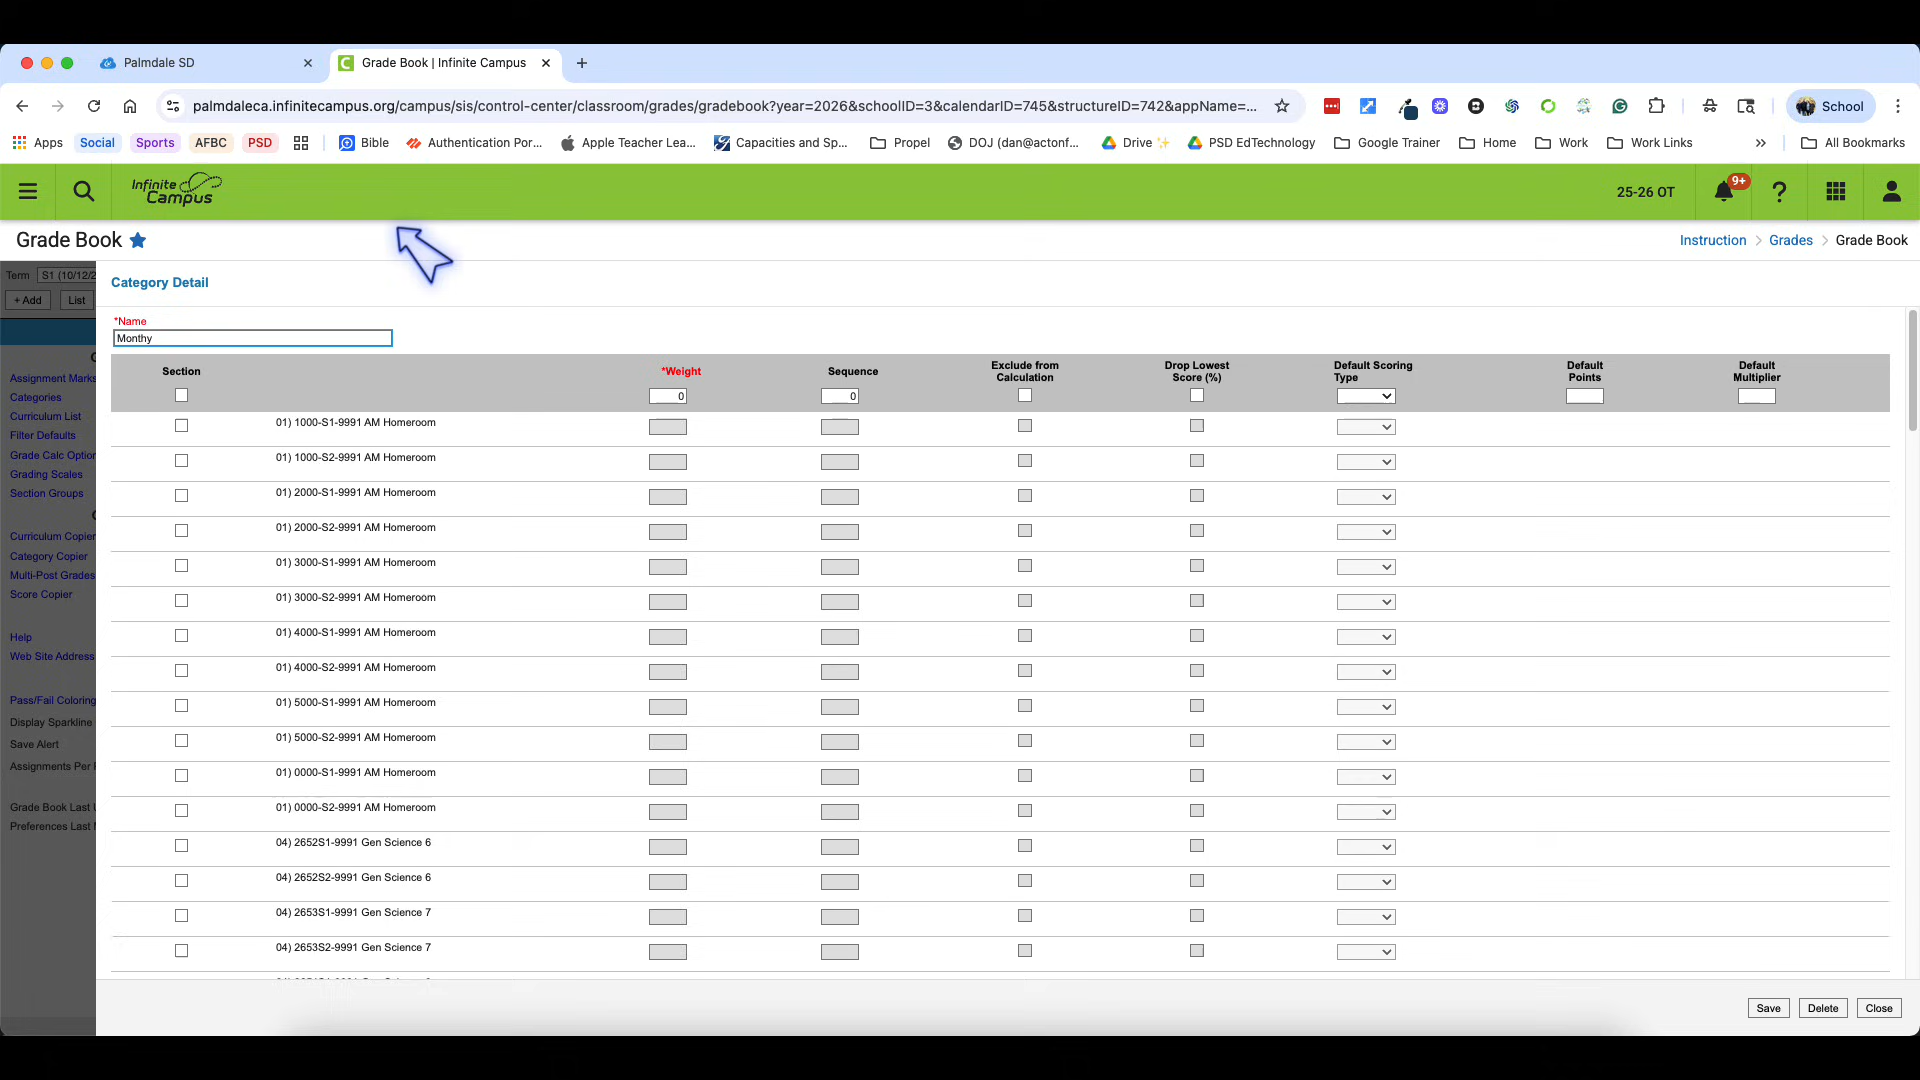 Palmdale SD
Grade Book | Infinite Campus
palmdaleca.infinitecampus.org/campus/sis/control-center/classroom/grades/gradebook?year=2026&schoolID=3&calendarID=745&structureID=742&appName=...
School
Apps
Social
Sports
AFBC
PSD
Bible
Authentication Por...
Apple Teacher Lea...
Capacities and Sp...
Propel
DOJ (dan@actonf...
Drive
PSD EdTechnology
Google Trainer
Home
Work
Work Links
All Bookmarks
Infinite Campus
25-26 OT
9+
Grade Book
Instruction > Grades > Grade Book
Term S1 (10/12/2
+ Add
List
Assignment Marks
Categories
Curriculum List
Filter Defaults
Grade Calc Option
Grading Scales
Section Groups
Curriculum Copier
Category Copier
Multi-Post Grades
Score Copier
Help
Web Site Address
Pass/Fail Coloring
Display Sparkline
Save Alert
Assignments Per
Grade Book Last
Preferences Last
Category Detail
*Name
Monthy
Section
*Weight
Sequence
Exclude from Calculation
Drop Lowest Score (%)
Default Scoring Type
Default Points
Default Multiplier
0
0
01) 1000-S1-9991 AM Homeroom
01) 1000-S2-9991 AM Homeroom
01) 2000-S1-9991 AM Homeroom
01) 2000-S2-9991 AM Homeroom
01) 3000-S1-9991 AM Homeroom
01) 3000-S2-9991 AM Homeroom
01) 4000-S1-9991 AM Homeroom
01) 4000-S2-9991 AM Homeroom
01) 5000-S1-9991 AM Homeroom
01) 5000-S2-9991 AM Homeroom
01) 0000-S1-9991 AM Homeroom
01) 0000-S2-9991 AM Homeroom
04) 2652S1-9991 Gen Science 6
04) 2652S2-9991 Gen Science 6
04) 2653S1-9991 Gen Science 7
04) 2653S2-9991 Gen Science 7
Save
Delete
Close